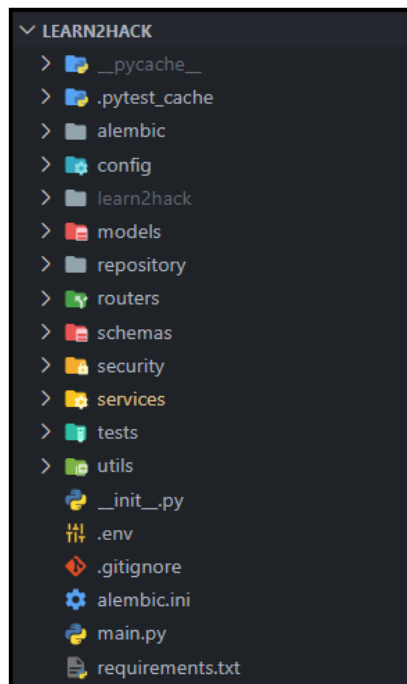 LEARN2HACK
__pycache__
.pytest_cache
alembic
config
learn2hack
models
repository
routers
schemas
security
services
tests
utils
__init__.py
.env
.gitignore
alembic.ini
main.py
requirements.txt